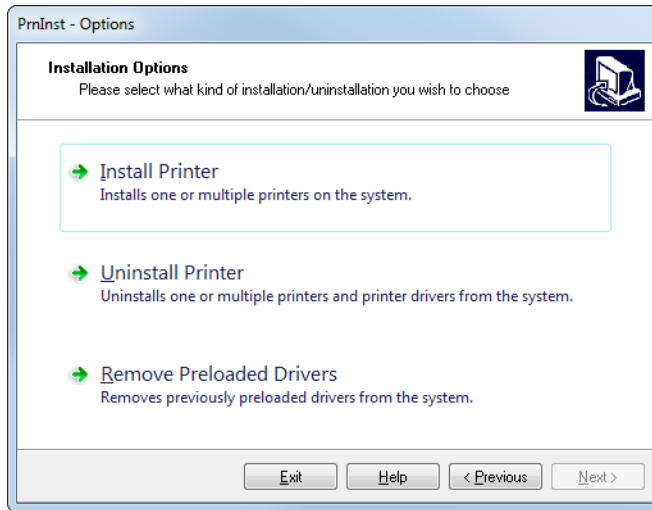 PrnInst - Options
Installation Options
Please select what kind of installation/uninstallation you wish to choose
Install Printer
Installs one or multiple printers on the system.
Uninstall Printer
Uninstalls one or multiple printers and printer drivers from the system.
Remove Preloaded Drivers
Removes previously preloaded drivers from the system.
Exit Help < Previous Next >